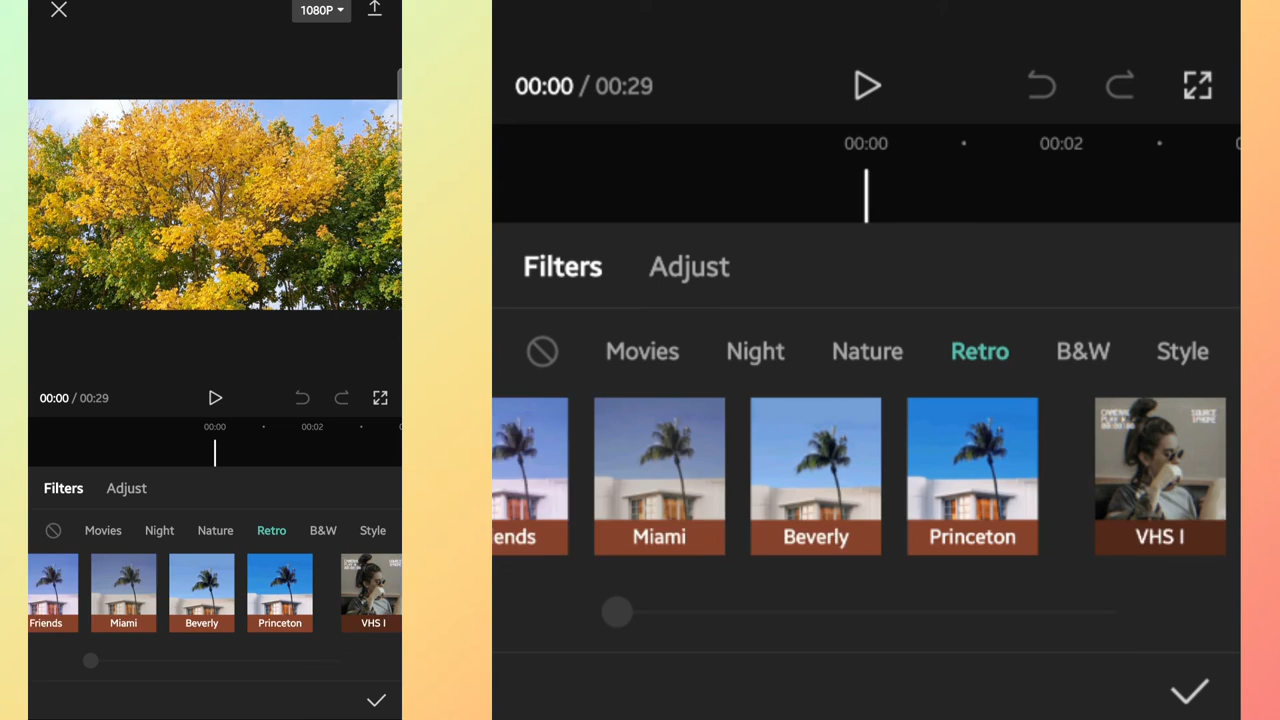 1080P
00:00 / 00:29
00:00
00:02
Filters Adjust
Movies Night Nature Retro B&W Style
Friends Miami Beverly Princeton VHS I
00:00 / 00:29
00:00
00:02
Filters Adjust
Movies Night Nature Retro B&W Style
ends Miami Beverly Princeton VHS I